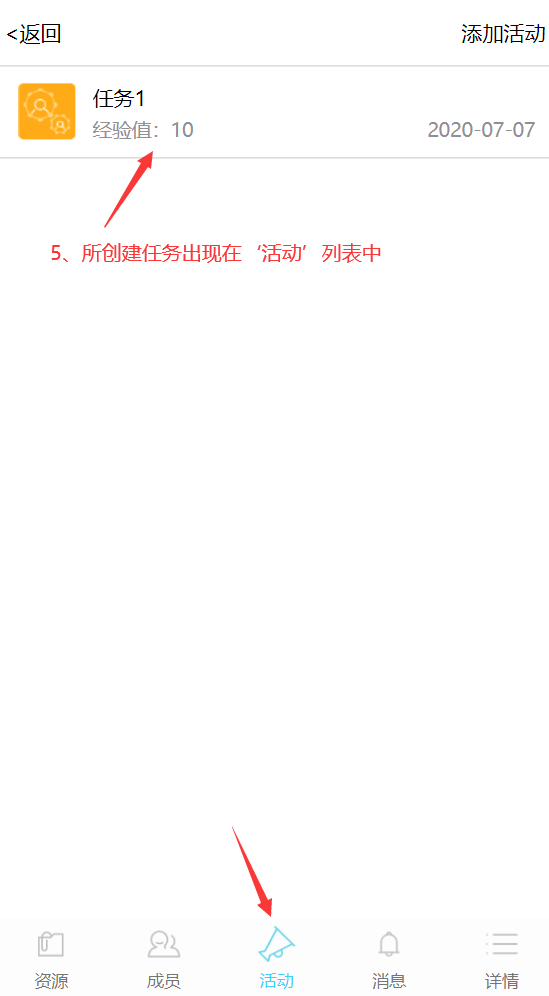 <返回 添加活动
任务1
经验值：10 2020-07-07
5、所创建任务出现在‘活动’列表中
资源 成员 活动 消息 详情